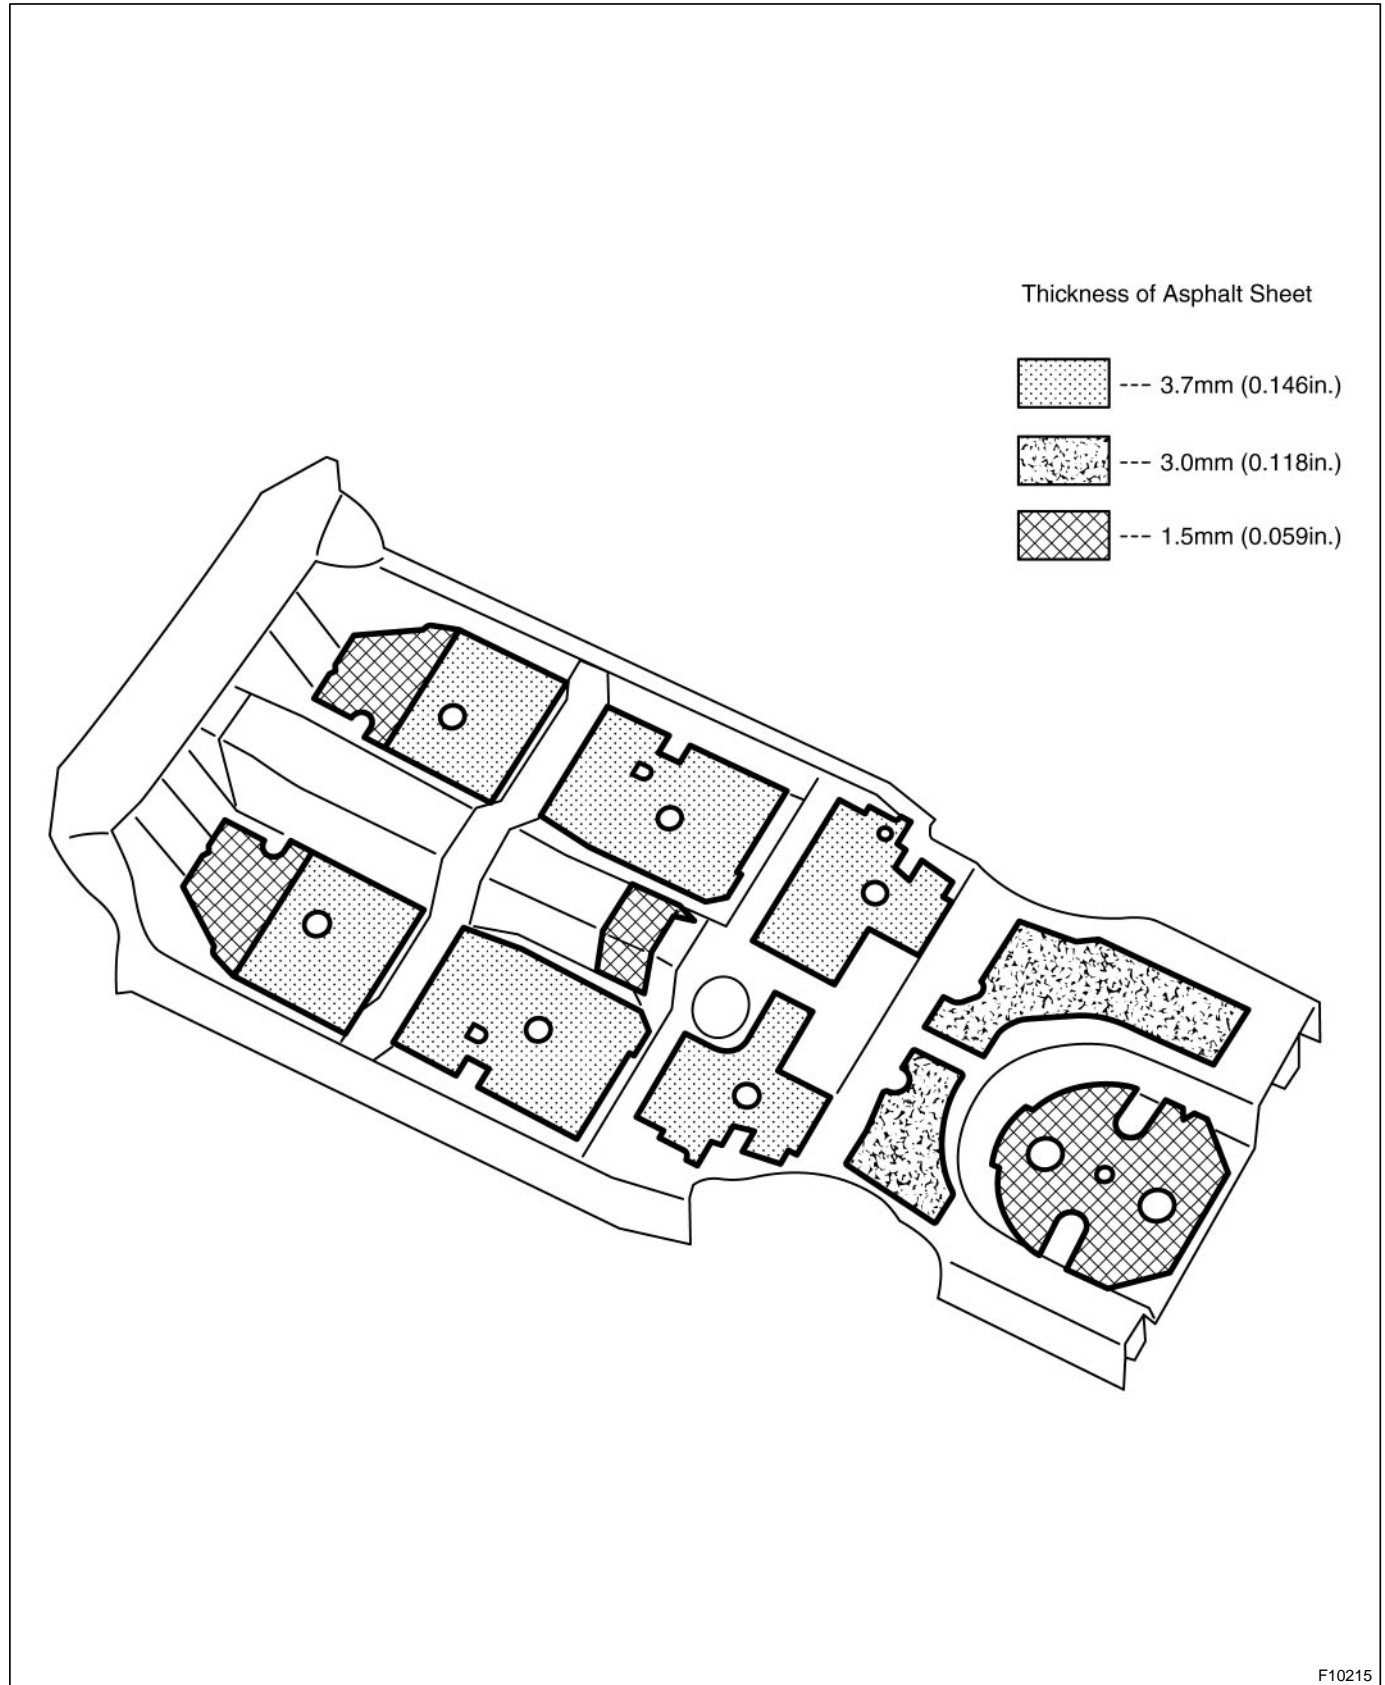 Thickness of Asphalt Sheet
--- 3.7mm (0.146in.)
--- 3.0mm (0.118in.)
--- 1.5mm (0.059in.)
F10215